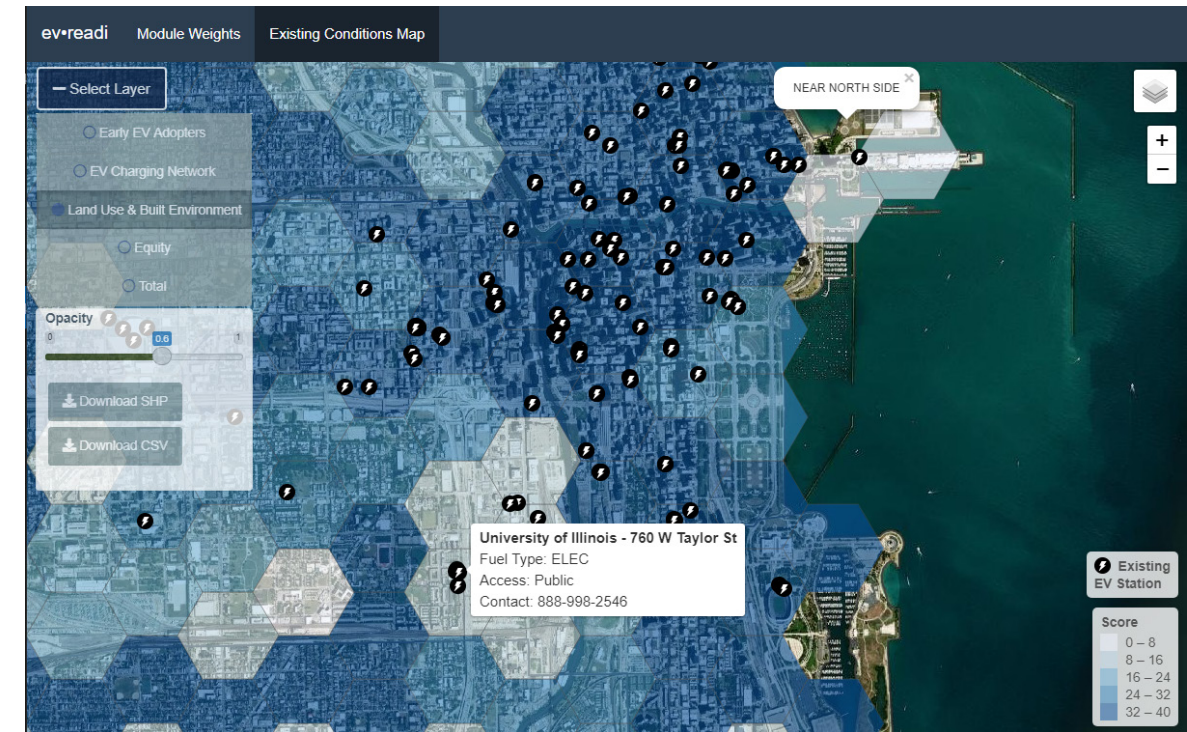 ev•readi Module Weights Existing Conditions Map
Select Layer
Early EV Adopters
EV Charging Network
Land Use & Built Environment
Equity
Total
Opacity
0 0.6 1
Download SHP
Download CSV
NEAR NORTH SIDE ×
+
−
University of Illinois - 760 W Taylor St
Fuel Type: ELEC
Access: Public
Contact: 888-998-2546
Existing
EV Station
Score
0 – 8
8 – 16
16 – 24
24 – 32
32 – 40